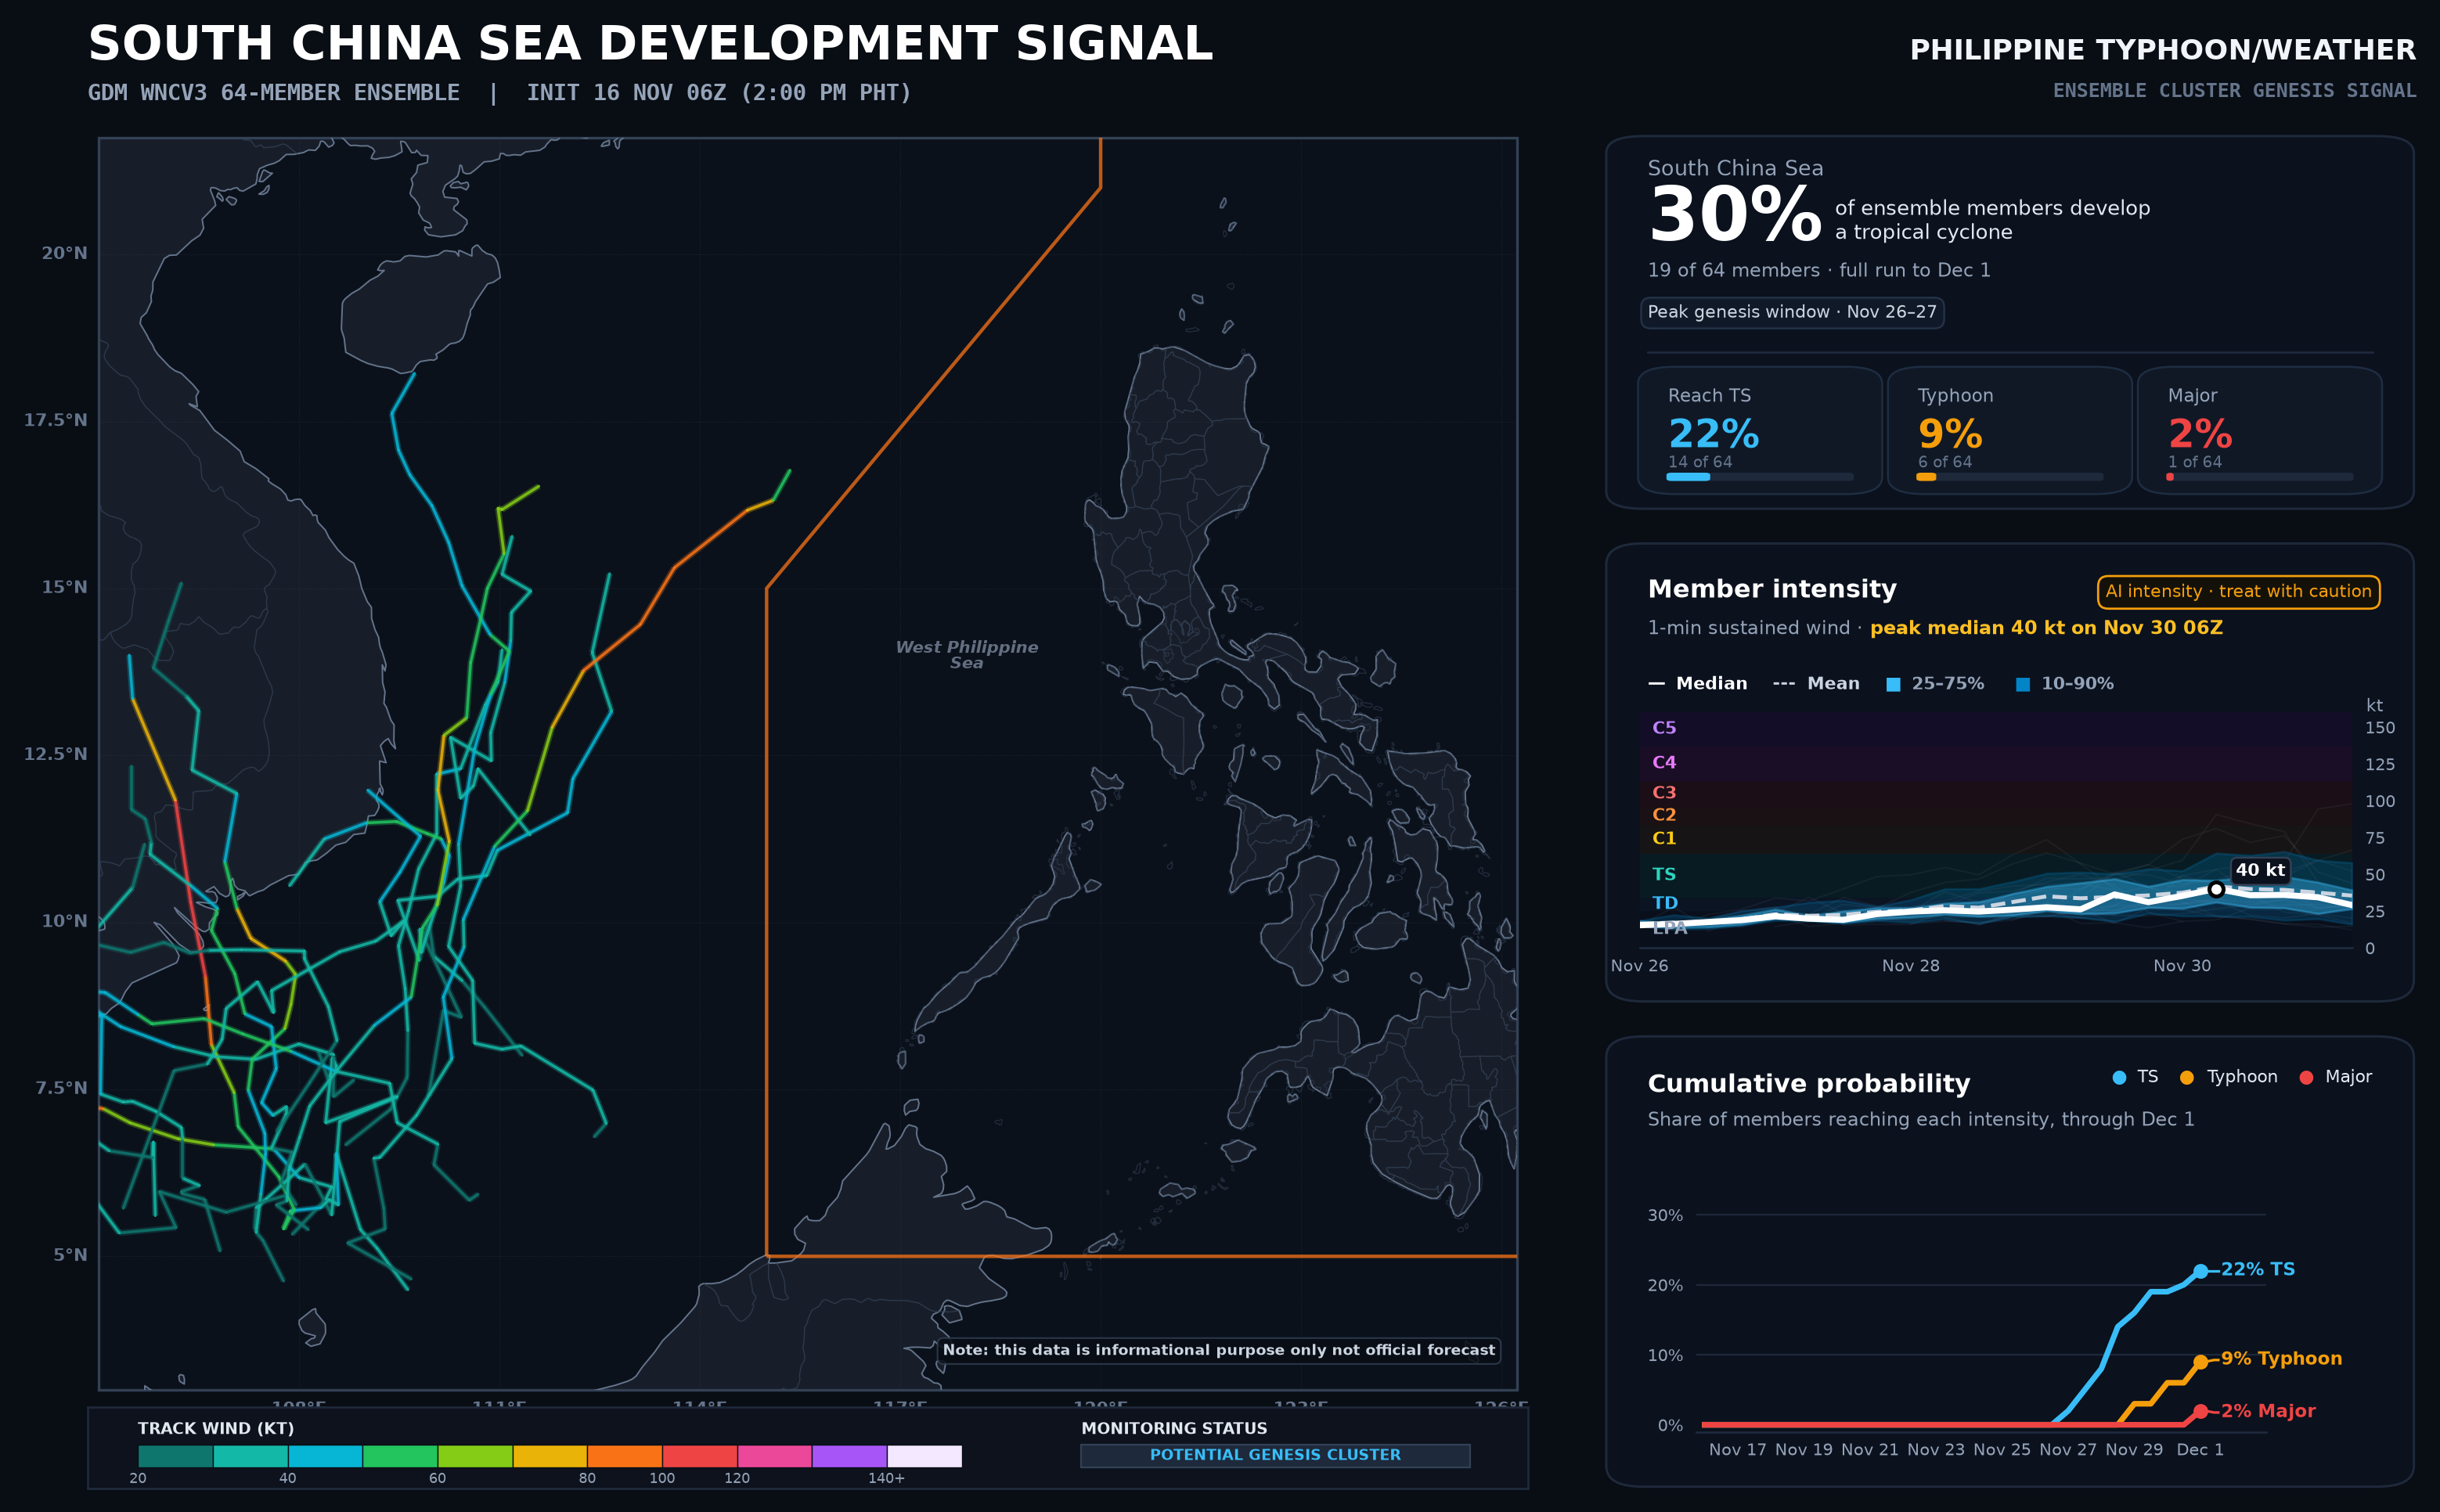 SOUTH CHINA SEA DEVELOPMENT SIGNAL
GDM WNCV3 64-MEMBER ENSEMBLE | INIT 16 NOV 06Z (2:00 PM PHT)
PHILIPPINE TYPHOON/WEATHER
ENSEMBLE CLUSTER GENESIS SIGNAL
20°N
17.5°N
15°N
12.5°N
10°N
7.5°N
5°N
West Philippine
Sea
Note: this data is informational purpose only not official forecast
108°E 111°E 114°E 117°E 120°E 123°E 126°E
TRACK WIND (KT)
20 40 60 80 100 120 140+
MONITORING STATUS
POTENTIAL GENESIS CLUSTER
South China Sea
30% of ensemble members develop
a tropical cyclone
19 of 64 members · full run to Dec 1
Peak genesis window · Nov 26–27
Reach TS
22%
14 of 64
Typhoon
9%
6 of 64
Major
2%
1 of 64
Member intensity
AI intensity · treat with caution
1-min sustained wind · peak median 40 kt on Nov 30 06Z
Median Mean 25–75% 10–90%
kt
C5
C4
C3
C2
C1
TS
TD
LPA
150
125
100
75
50
25
0
40 kt
Nov 26 Nov 28 Nov 30
Cumulative probability
TS Typhoon Major
Share of members reaching each intensity, through Dec 1
30%
20%
10%
0%
22% TS
9% Typhoon
2% Major
Nov 17 Nov 19 Nov 21 Nov 23 Nov 25 Nov 27 Nov 29 Dec 1